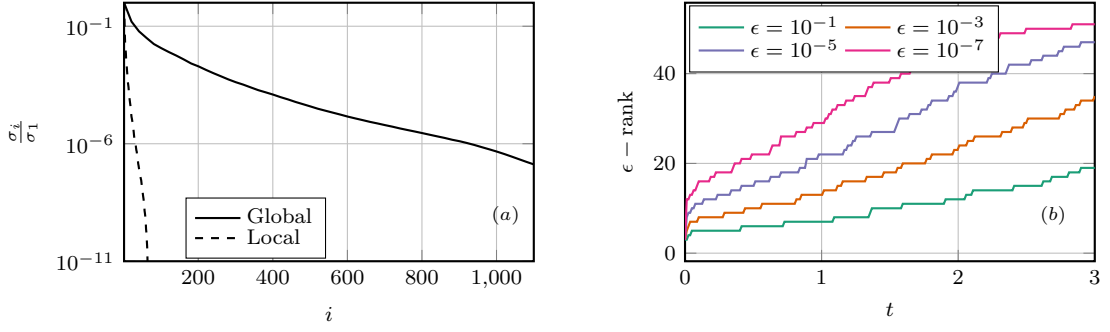 10^{-1}
10^{-6}
10^{-11}
σ_i/σ_1
200 400 600 800 1,000
i
Global
Local
(a)
ϵ = 10^{-1} ϵ = 10^{-3}
ϵ = 10^{-5} ϵ = 10^{-7}
40
20
0
ϵ − rank
0 1 2 3
t
(b)